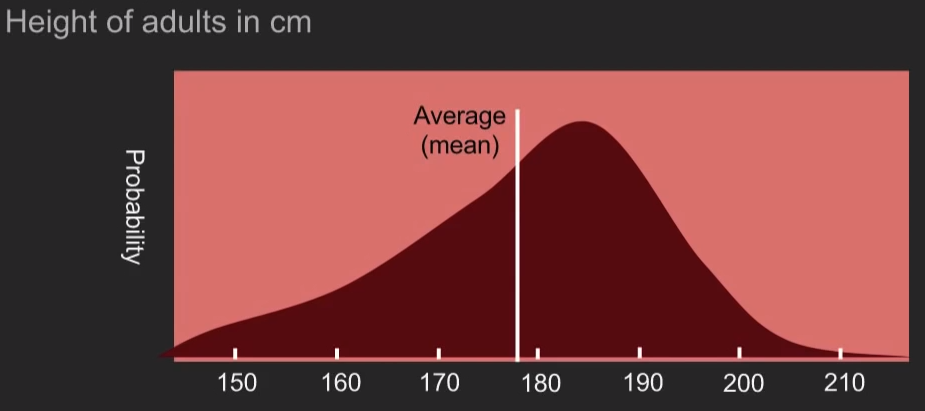 Height of adults in cm
Average
(mean)
Probability
150 160 170 180 190 200 210